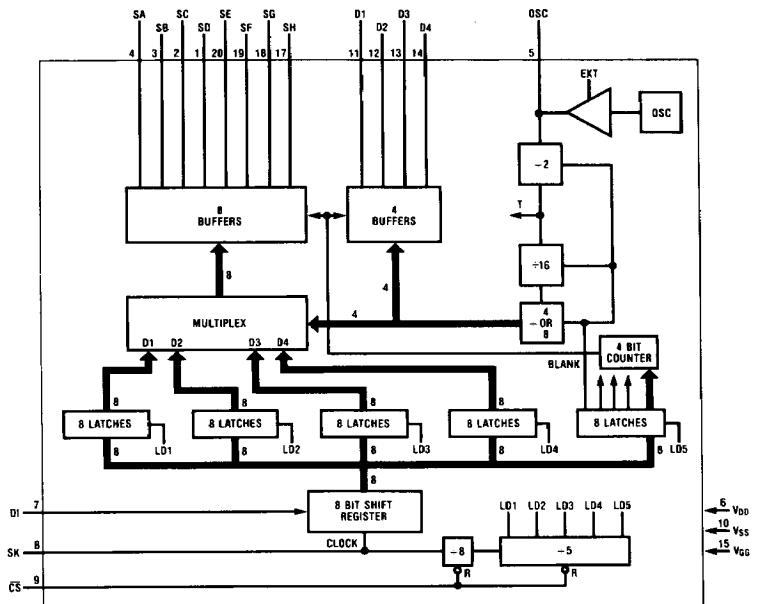 SA SB SC SD SE SF SG SH D1 D2 D3 D4 OSC
4 3 2 1 20 19 18 17 11 12 13 14 5
EXT
OSC
÷2
8
BUFFERS
4
BUFFERS
T
÷16
8
4
MULTIPLEX
4
4
÷ OR
8
D1 D2 D3 D4
BLANK
4 BIT
COUNTER
8 8 8 8
8 LATCHES 8 LATCHES 8 LATCHES 8 LATCHES 8 LATCHES
LD1 LD2 LD3 LD4 LD5
8 8 8 8 8
8
DI 7
8 BIT SHIFT
REGISTER
LD1 LD2 LD3 LD4 LD5
6 VDD
10 VSS
15 VGG
SK 8
CLOCK
÷8
÷5
R R
CS 9